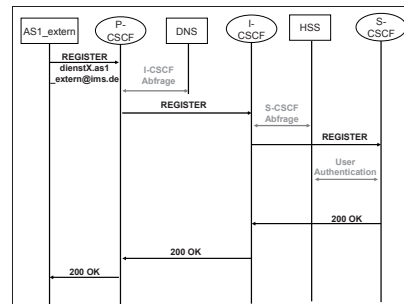 AS1_extern
P-
CSCF
DNS
I-
CSCF
HSS
S-
CSCF
REGISTER
dienstX.as1
_extern@ims.de
I-CSCF
Abfrage
REGISTER
S-CSCF
Abfrage
REGISTER
User
Authentication
200 OK
200 OK
200 OK